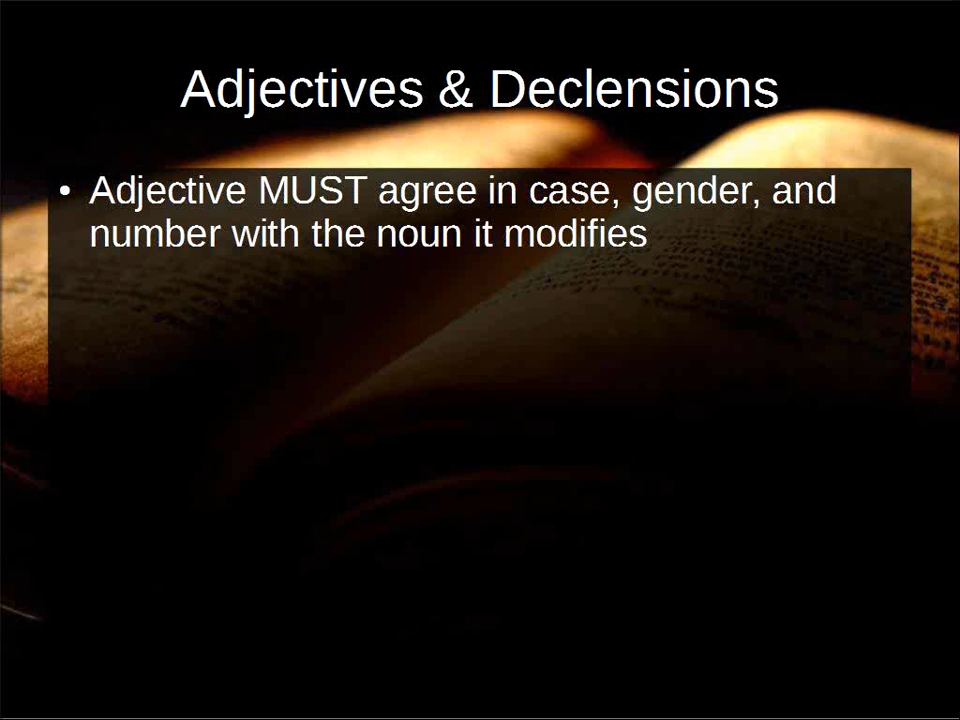 Adjectives & Declensions
• Adjective MUST agree in case, gender, and
number with the noun it modifies